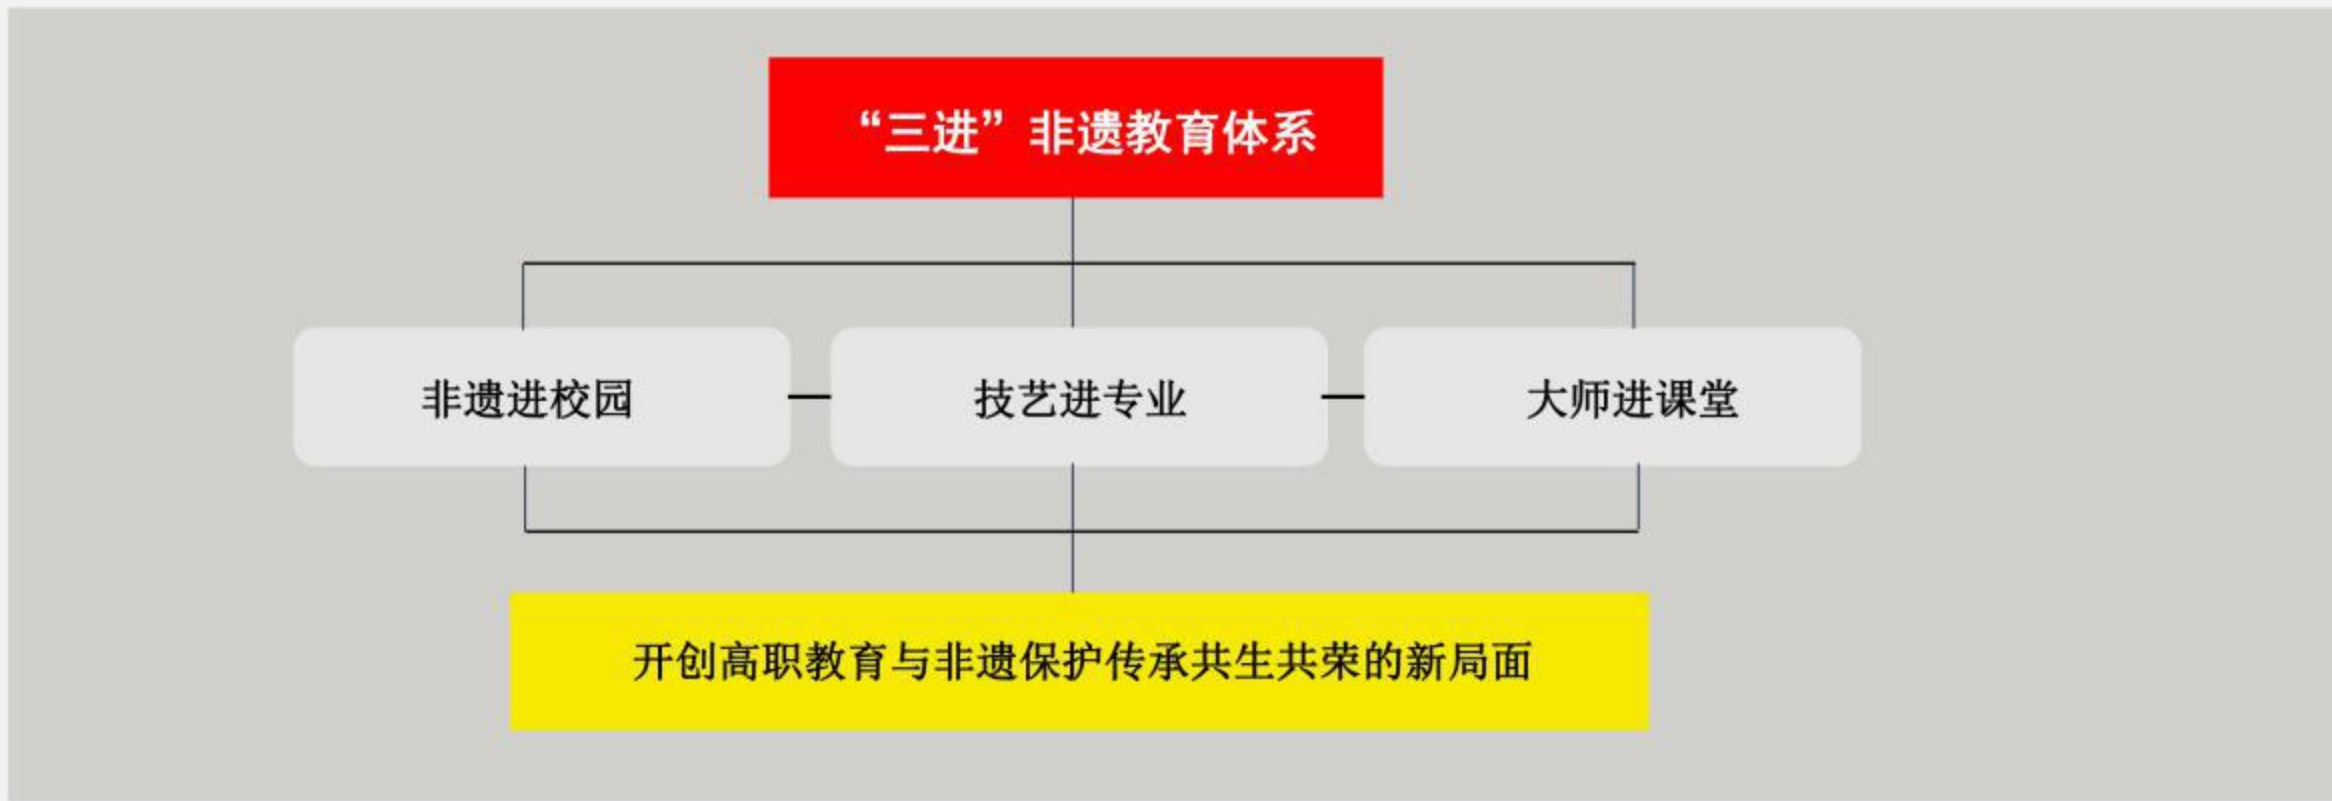 “三进”非遗教育体系
非遗进校园
技艺进专业
大师进课堂
开创高职教育与非遗保护传承共生共荣的新局面